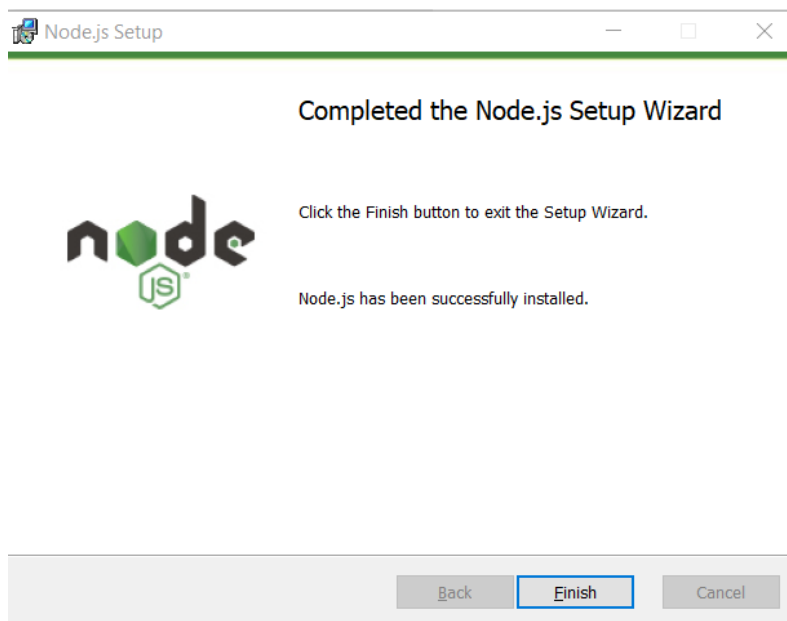 Node.js Setup
Completed the Node.js Setup Wizard
Click the Finish button to exit the Setup Wizard.
node
JS
Node.js has been successfully installed.
Back
Finish
Cancel